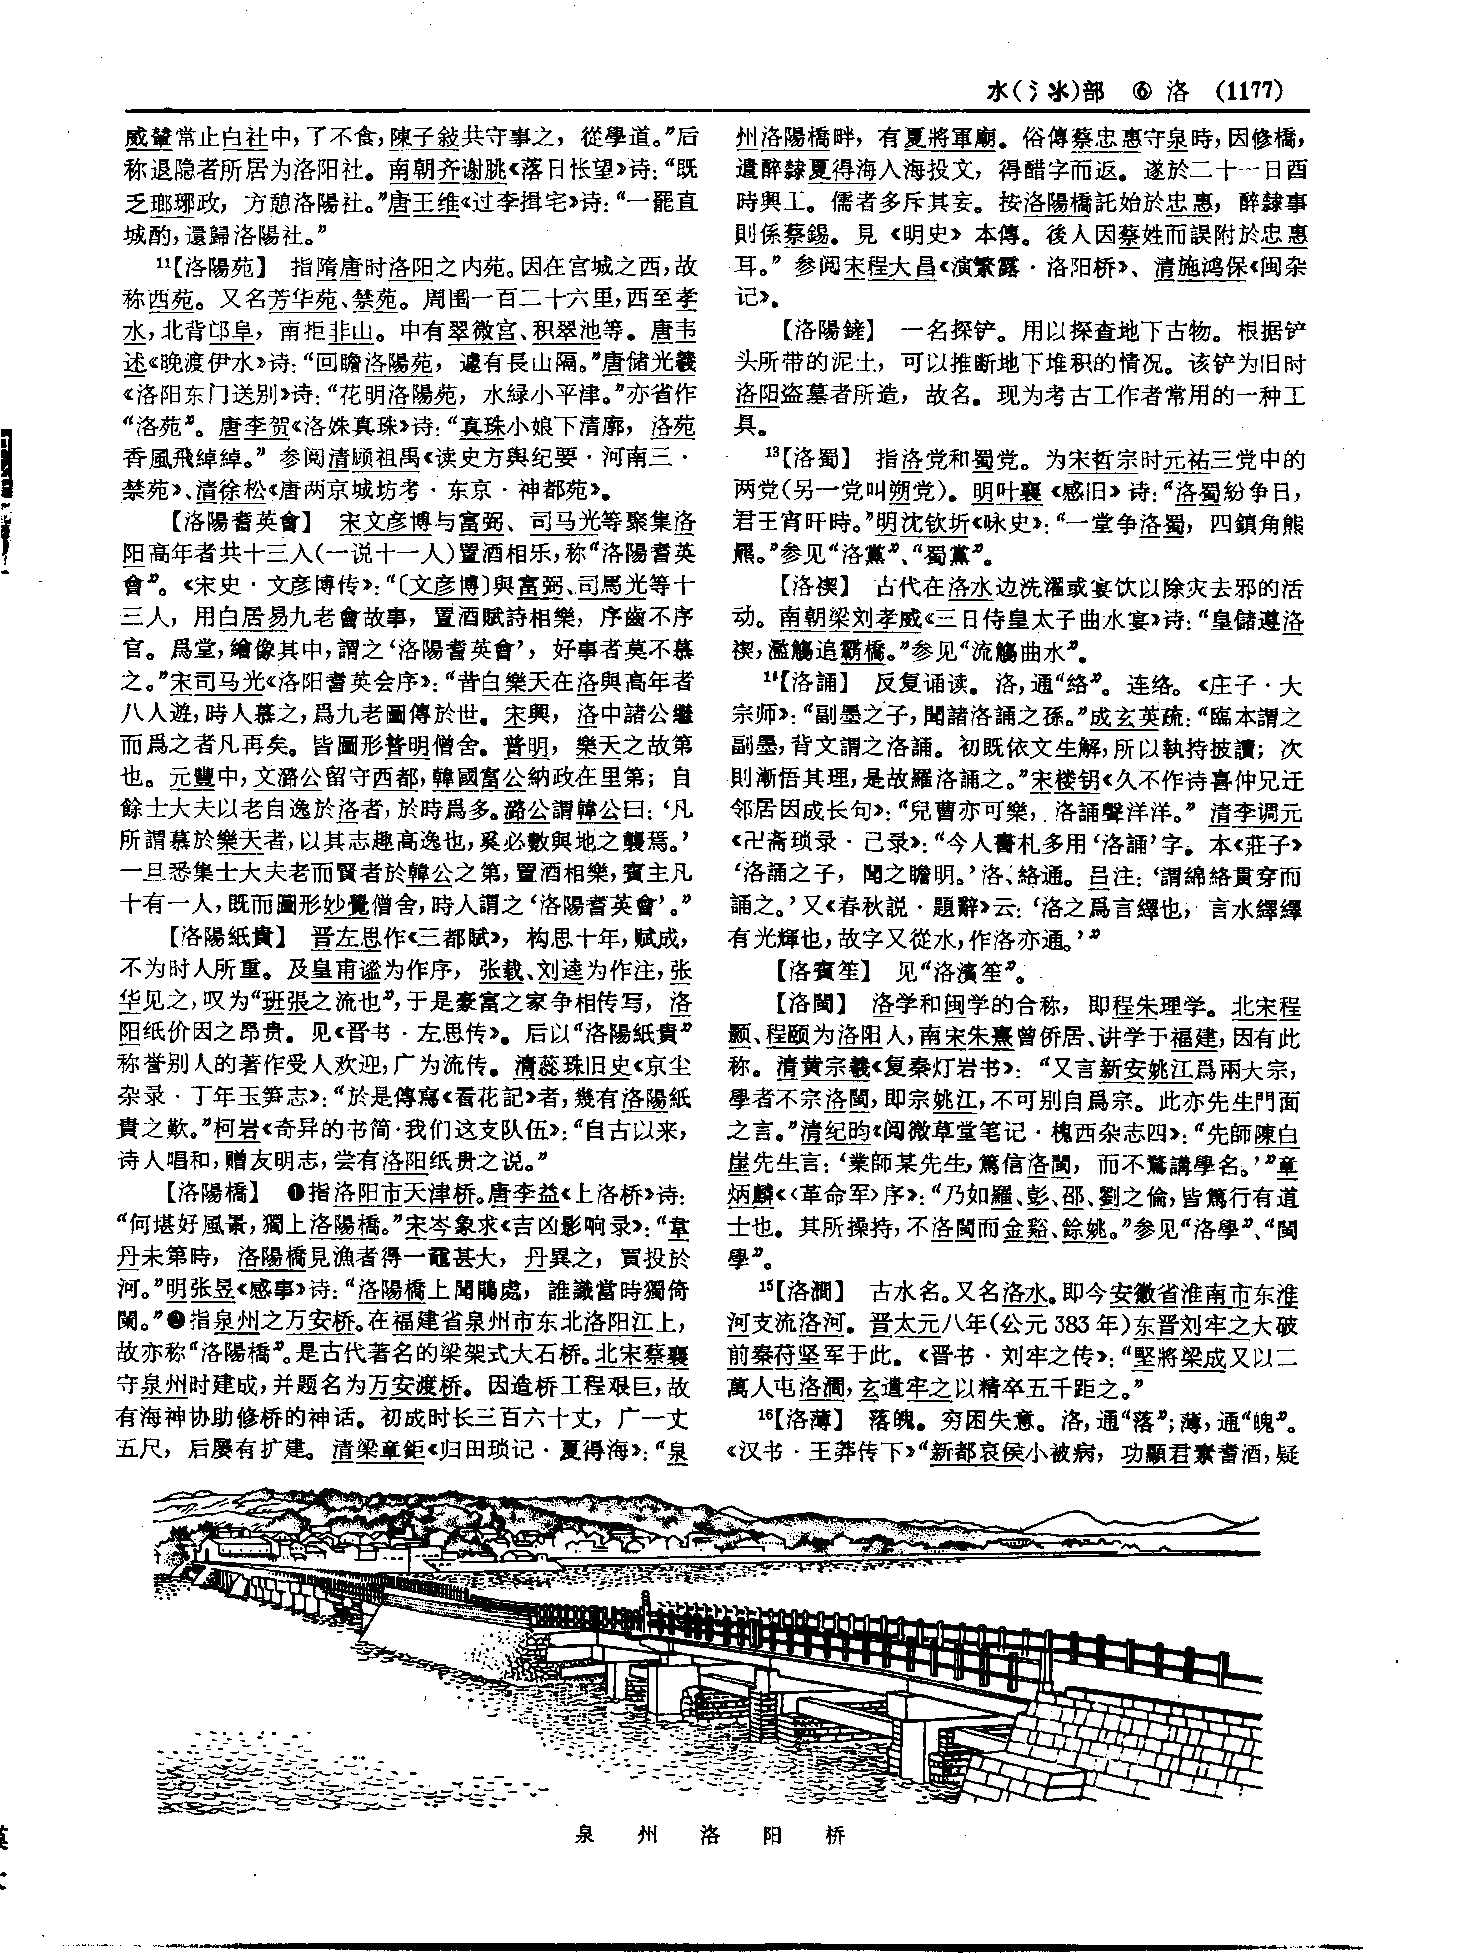 水(氵氺)部 ⑥ 洛 (1177)
威輦常止白社中，了不食，陳子敍共守事之，從學道。”后
称退隐者所居为洛阳社。南朝齐谢朓《落日怅望》诗：“既
乏瑯琊政，方憩洛陽社。”唐王维《过李揖宅》诗：“一罷直
城酌，還歸洛陽社。”
11【洛陽苑】 指隋唐时洛阳之内苑。因在宫城之西，故
称西苑。又名芳华苑、禁苑。周围一百二十六里，西至孝
水，北背邙阜，南拒非山。中有翠微宫、积翠池等。唐韦
述《晚渡伊水》诗：“回瞻洛陽苑，遽有長山隔。”唐储光羲
《洛阳东门送别》诗：“花明洛陽苑，水緑小平津。”亦省作
“洛苑”。唐李贺《洛姝真珠》诗：“真珠小娘下清廓，洛苑
香風飛綽綽。”参阅清顾祖禹《读史方舆纪要·河南三·
禁苑》、清徐松《唐两京城坊考·东京·神都苑》。
【洛陽耆英會】 宋文彦博与富弼、司马光等聚集洛
阳高年者共十三人(一说十一人)置酒相乐，称“洛陽耆英
會”。《宋史·文彦博传》：“〔文彦博〕與富弼、司馬光等十
三人，用白居易九老會故事，置酒賦詩相樂，序齒不序
官。爲堂，繪像其中，謂之‘洛陽耆英會’，好事者莫不慕
之。”宋司马光《洛阳耆英会序》：“昔白樂天在洛與高年者
八人遊，時人慕之，爲九老圖傳於世。宋興，洛中諸公繼
而爲之者凡再矣。皆圖形普明僧舍。普明，樂天之故第
也。元豐中，文潞公留守西都，韓國富公納政在里第；自
餘士大夫以老自逸於洛者，於時爲多。潞公謂韓公曰：‘凡
所謂慕於樂天者，以其志趣高逸也，奚必數與地之襲焉。’
一旦悉集士大夫老而賢者於韓公之第，置酒相樂，賓主凡
十有一人，既而圖形妙覺僧舍，時人謂之‘洛陽耆英會’。”
【洛陽紙貴】 晋左思作《三都賦》，构思十年，赋成，
不为时人所重。及皇甫谧为作序，张载、刘逵为作注，张
华见之，叹为“班張之流也”，于是豪富之家争相传写，洛
阳纸价因之昂贵。见《晋书·左思传》。后以“洛陽紙貴”
称誉别人的著作受人欢迎，广为流传。清蕊珠旧史《京尘
杂录·丁年玉笋志》：“於是傳寫《看花記》者，幾有洛陽紙
貴之歎。”柯岩《奇异的书简·我们这支队伍》：“自古以来，
诗人唱和，赠友明志，尝有洛阳纸贵之说。”
【洛陽橋】 ❶指洛阳市天津桥。唐李益《上洛桥》诗：
“何堪好風景，獨上洛陽橋。”宋岑象求《吉凶影响录》：“韋
丹未第時，洛陽橋見漁者得一黿甚大，丹異之，買投於
河。”明张昱《感事》诗：“洛陽橋上聞鵑處，誰識當時獨倚
闌。”❷指泉州之万安桥。在福建省泉州市东北洛阳江上，
故亦称“洛陽橋”。是古代著名的梁架式大石桥。北宋蔡襄
守泉州时建成，并题名为万安渡桥。因造桥工程艰巨，故
有海神协助修桥的神话。初成时长三百六十丈，广一丈
五尺，后屡有扩建。清梁章鉅《归田琐记·夏得海》：“泉
州洛陽橋畔，有夏將軍廟。俗傳蔡忠惠守泉時，因修橋，
遣醉隸夏得海入海投文，得醋字而返。遂於二十一日酉
時興工。儒者多斥其妄。按洛陽橋託始於忠惠，醉隸事
則係蔡錫。見《明史》本傳。後人因蔡姓而誤附於忠惠
耳。”参阅宋程大昌《演繁露·洛阳桥》、清施鸿保《闽杂
记》。
【洛陽鏟】 一名探铲。用以探查地下古物。根据铲
头所带的泥土，可以推断地下堆积的情况。该铲为旧时
洛阳盗墓者所造，故名。现为考古工作者常用的一种工
具。
13【洛蜀】 指洛党和蜀党。为宋哲宗时元祐三党中的
两党(另一党叫朔党)。明叶襄《感旧》诗：“洛蜀紛争日，
君王宵旰時。”明沈钦圻《咏史》：“一堂争洛蜀，四鎮角熊
羆。”参见“洛黨”、“蜀黨”。
【洛禊】 古代在洛水边洗濯或宴饮以除灾去邪的活
动。南朝梁刘孝威《三日侍皇太子曲水宴》诗：“皇儲遵洛
禊，濫觴追霸橋。”参见“流觴曲水”。
14【洛誦】 反复诵读。洛，通“絡”。连络。《庄子·大
宗师》：“副墨之子，聞諸洛誦之孫。”成玄英疏：“臨本謂之
副墨，背文謂之洛誦。初既依文生解，所以執持披讀；次
則漸悟其理，是故羅洛誦之。”宋楼钥《久不作诗喜仲兄迁
邻居因成长句》：“兒曹亦可樂，洛誦聲洋洋。”清李调元
《卍斋琐录·己录》：“今人書札多用‘洛誦’字。本《莊子》
‘洛誦之子，聞之瞻明。’洛、絡通。吕注：‘謂綿絡貫穿而
誦之。’又《春秋説·題辭》云：‘洛之爲言繹也，言水繹繹
有光輝也，故字又從水，作洛亦通。’”
【洛賓笙】 见“洛濱笙”。
【洛閩】 洛学和闽学的合称，即程朱理学。北宋程
颢、程颐为洛阳人，南宋朱熹曾侨居、讲学于福建，因有此
称。清黄宗羲《复秦灯岩书》：“又言新安姚江爲兩大宗，
學者不宗洛閩，即宗姚江，不可别自爲宗。此亦先生門面
之言。”清纪昀《阅微草堂笔记·槐西杂志四》：“先師陳白
崖先生言：‘業師某先生，篤信洛閩，而不騖講學名。’”章
炳麟《〈革命军〉序》：“乃如羅、彭、邵、劉之倫，皆篤行有道
士也。其所操持，不洛閩而金谿、餘姚。”参见“洛學”、“閩
學”。
15【洛澗】 古水名。又名洛水。即今安徽省淮南市东淮
河支流洛河。晋太元八年(公元383年)东晋刘牢之大破
前秦苻坚军于此。《晋书·刘牢之传》：“堅將梁成又以二
萬人屯洛澗，玄遣牢之以精卒五千距之。”
16【洛薄】 落魄。穷困失意。洛，通“落”；薄，通“魄”。
《汉书·王莽传下》“新都哀侯小被病，功顯君素耆酒，疑
泉州洛阳桥